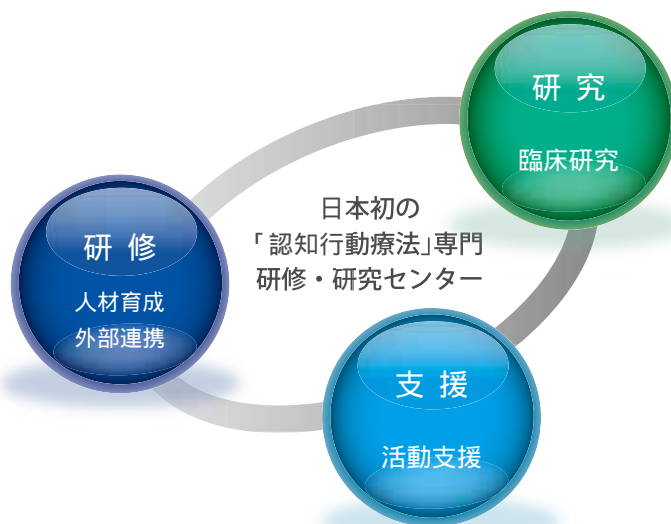 研究
臨床研究
日本初の
「認知行動療法」専門
研修・研究センター
研修
人材育成
外部連携
支援
活動支援